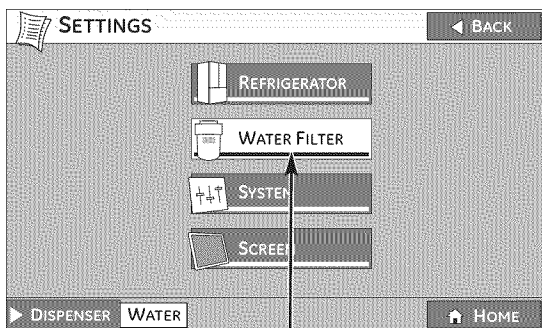 SETTINGS
BACK
REFRIGERATOR
WATER FILTER
SYSTEM
SCREEN
DISPENSER WATER
HOME